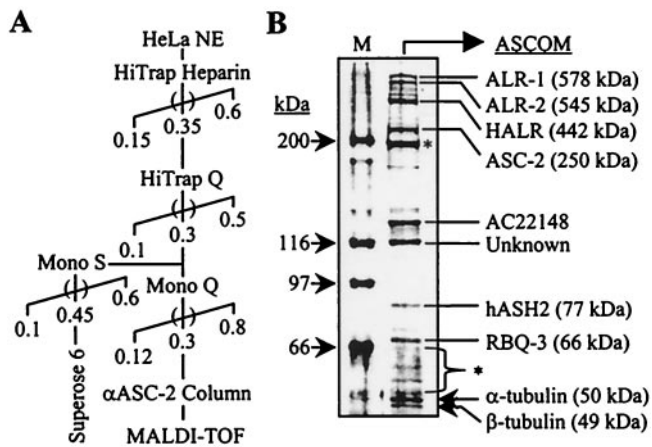 A
HeLa NE
HiTrap Heparin
0.15
0.35
0.6
HiTrap Q
0.1
0.3
0.5
Mono S
0.1
0.45
0.6
Superose 6
Mono Q
0.12
0.3
0.8
αASC-2 Column
MALDI-TOF
B
M
ASCOM
kDa
200
116
97
66
ALR-1 (578 kDa)
ALR-2 (545 kDa)
HALR (442 kDa)
ASC-2 (250 kDa)
*
AC22148
Unknown
hASH2 (77 kDa)
RBQ-3 (66 kDa)
*
α-tubulin (50 kDa)
β-tubulin (49 kDa)